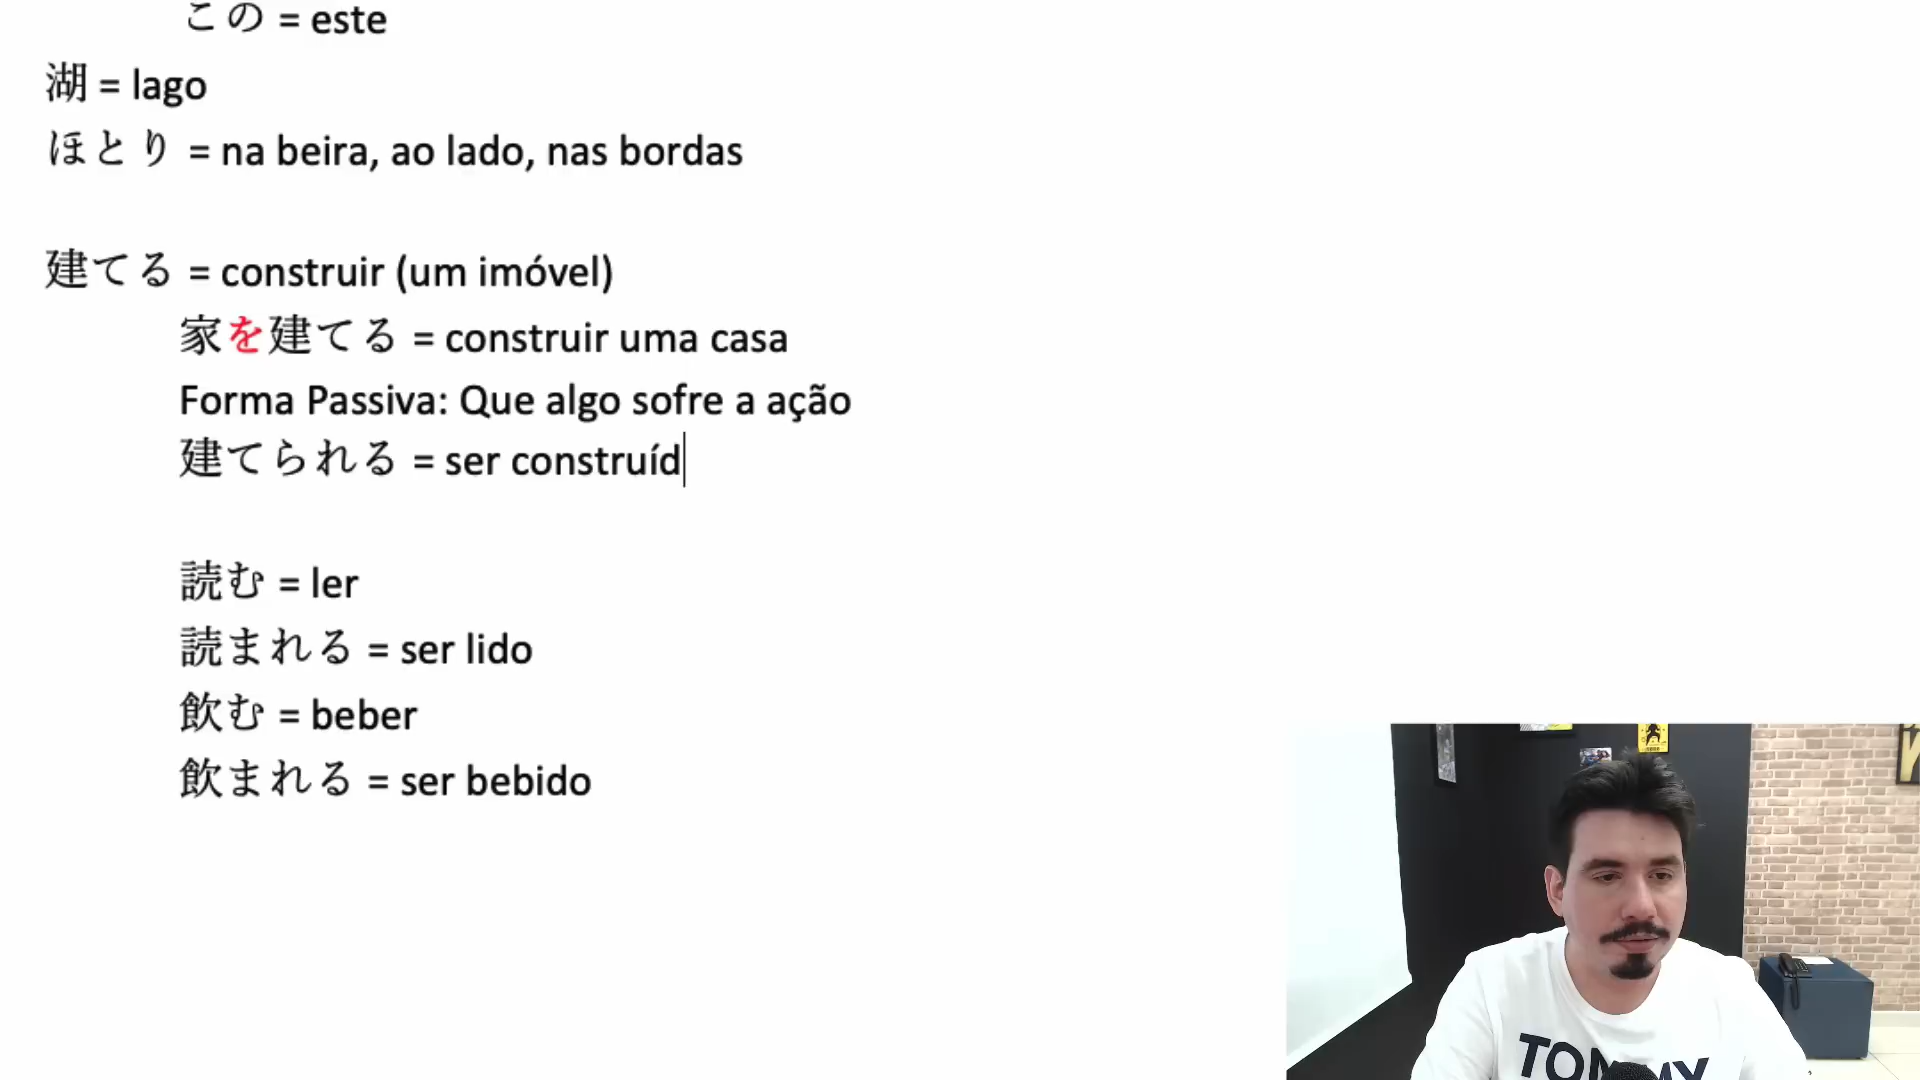 この = este
湖 = lago
ほとり = na beira, ao lado, nas bordas
建てる = construir (um imóvel)
家を建てる = construir uma casa
Forma Passiva: Que algo sofre a ação
建てられる = ser construíd
読む = ler
読まれる = ser lido
飲む = beber
飲まれる = ser bebido